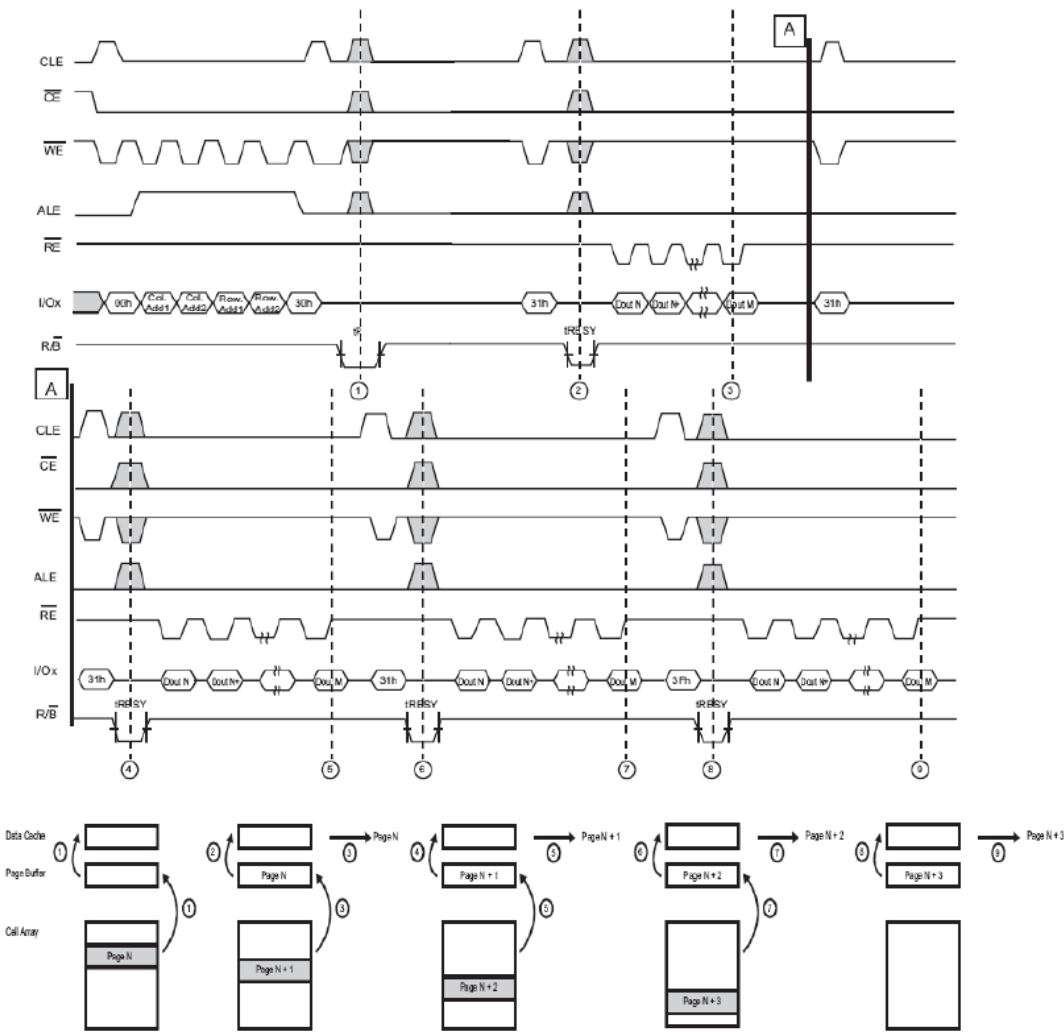 A
CLE
CE
WE
ALE
RE
I/Ox 00h Col. Add1 Col. Add2 Row. Add1 Row. Add2 30h 31h Dout N Dout N+ Dout M 31h
tR tRBSY
R/B
1 2 3
A
CLE
CE
WE
ALE
RE
I/Ox 31h Dout N Dout N+ Dout M 31h Dout N Dout N+ Dout M 3Fh Dout N Dout N+ Dout M
tRBSY tRBSY tRBSY
R/B
4 5 6 7 8 9
Data Cache 1 2 3 Page N 4 5 Page N + 1 6 7 Page N + 2 8 9 Page N + 3
Page Buffer Page N Page N + 1 Page N + 2 Page N + 3
1 3 5 7
Cell Array
Page N Page N + 1 Page N + 2 Page N + 3